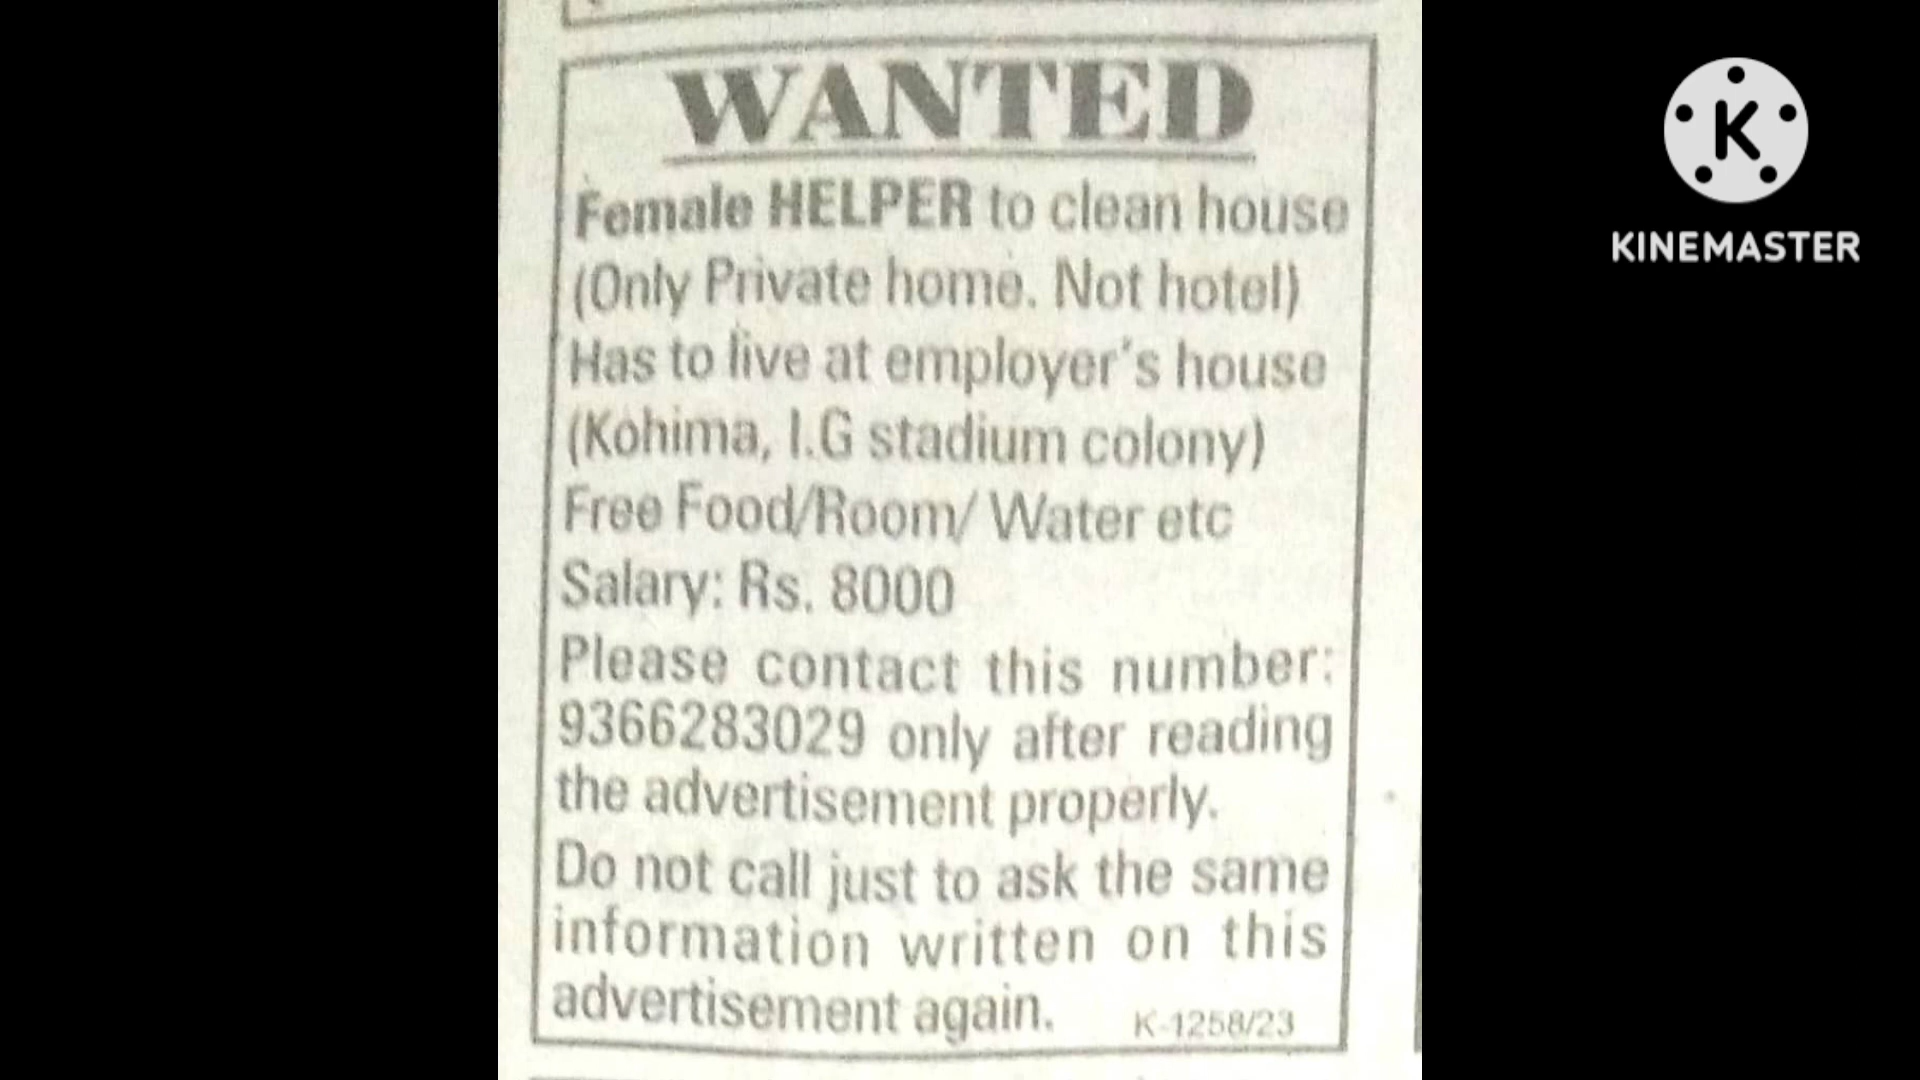 WANTED
Female HELPER to clean house
(Only Private home. Not hotel)
Has to live at employer's house
(Kohima, I.G stadium colony)
Free Food/Room/ Water etc
Salary: Rs. 8000
Please contact this number:
9366283029 only after reading
the advertisement properly.
Do not call just to ask the same
information written on this
advertisement again.
K-1258/23
K
KINEMASTER